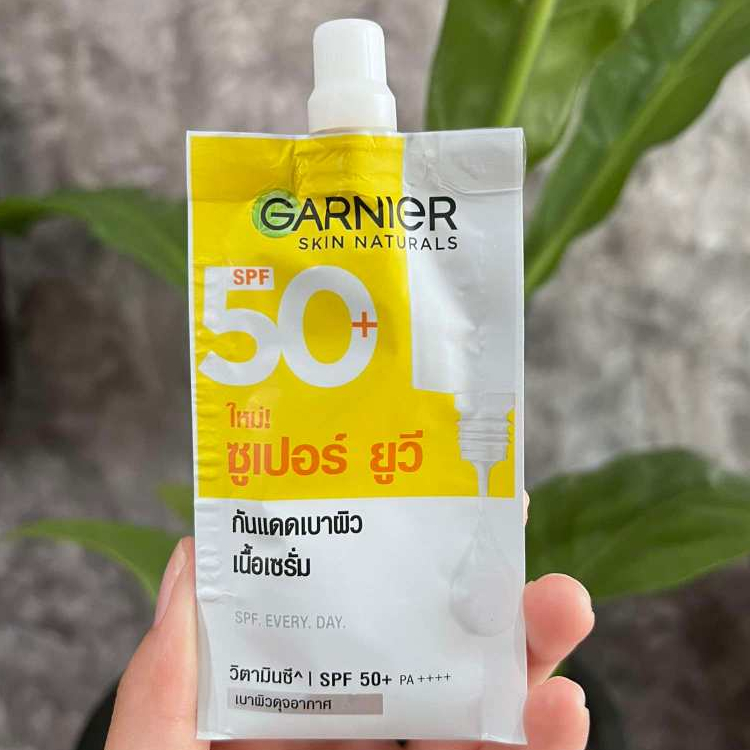 GARNIER
SKIN NATURALS
SPF
50+
ใหม่!
ซูเปอร์ ยูวี
กันแดดเบาผิว
เนื้อเซรั่ม
SPF. EVERY. DAY.
วิตามินซี^ | SPF 50+ PA ++++
เบาผิวดุจอากาศ